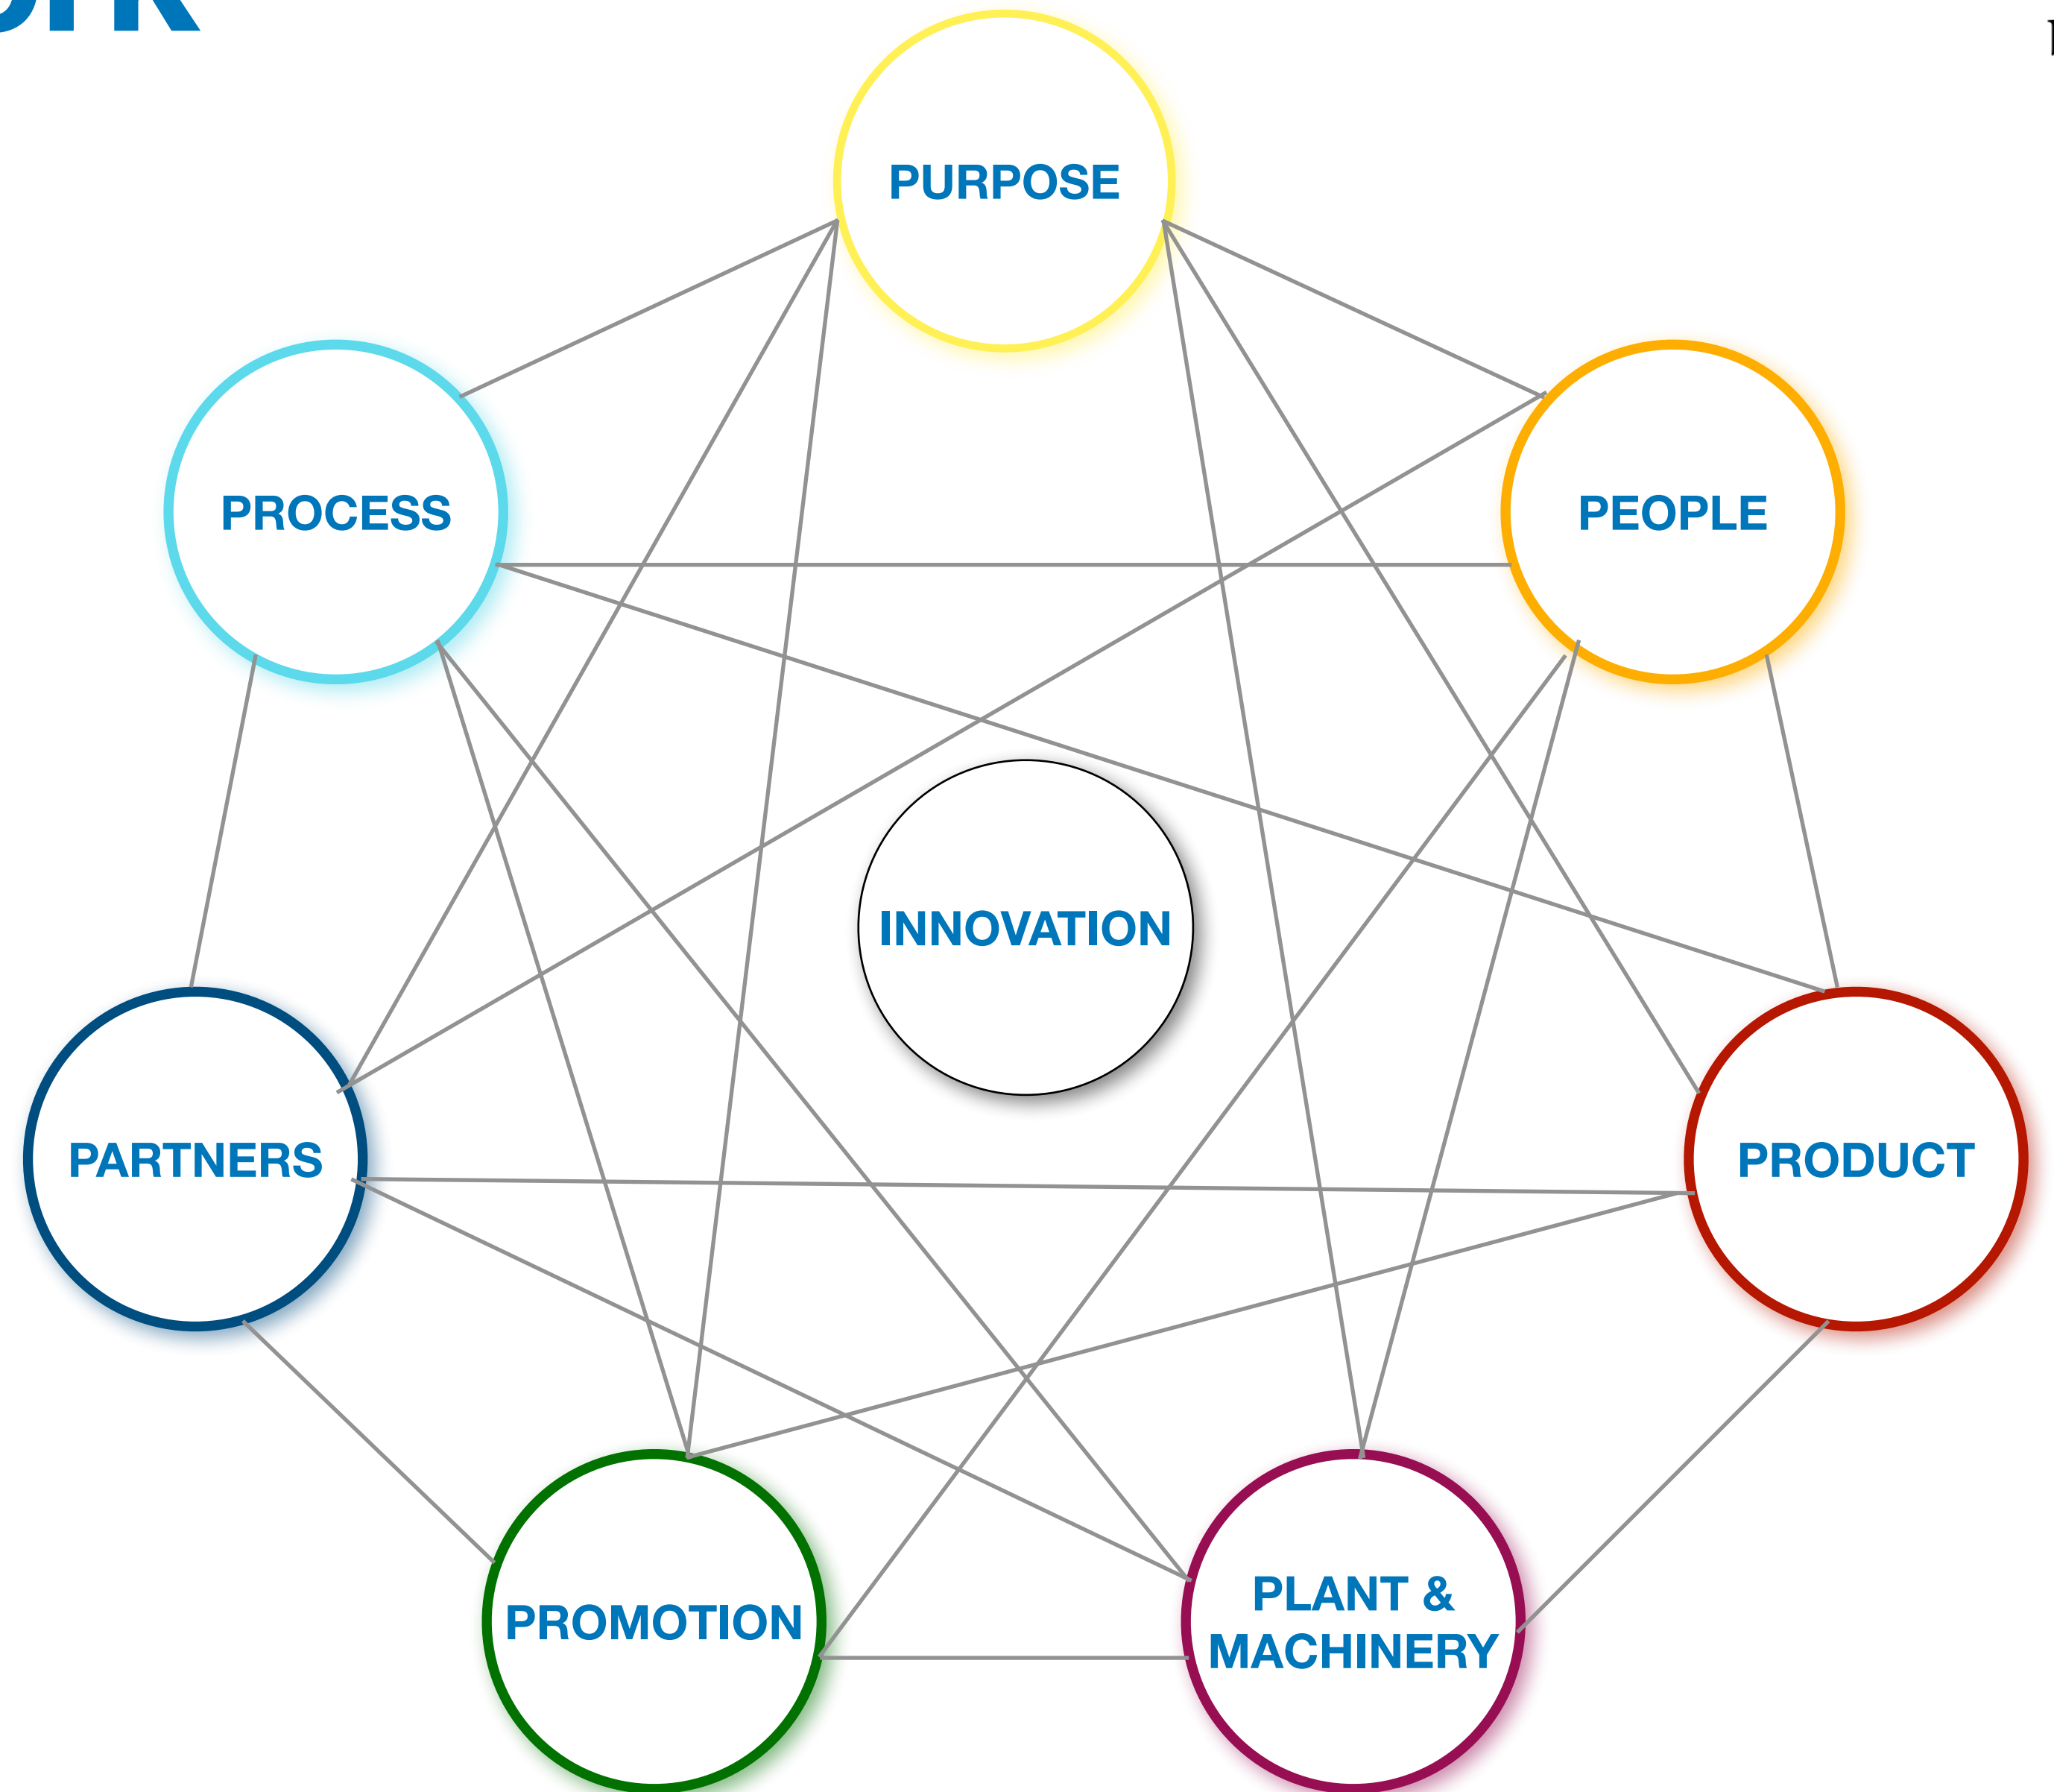 PURPOSE
PROCESS
PEOPLE
INNOVATION
PARTNERS
PRODUCT
PROMOTION
PLANT &
MACHINERY